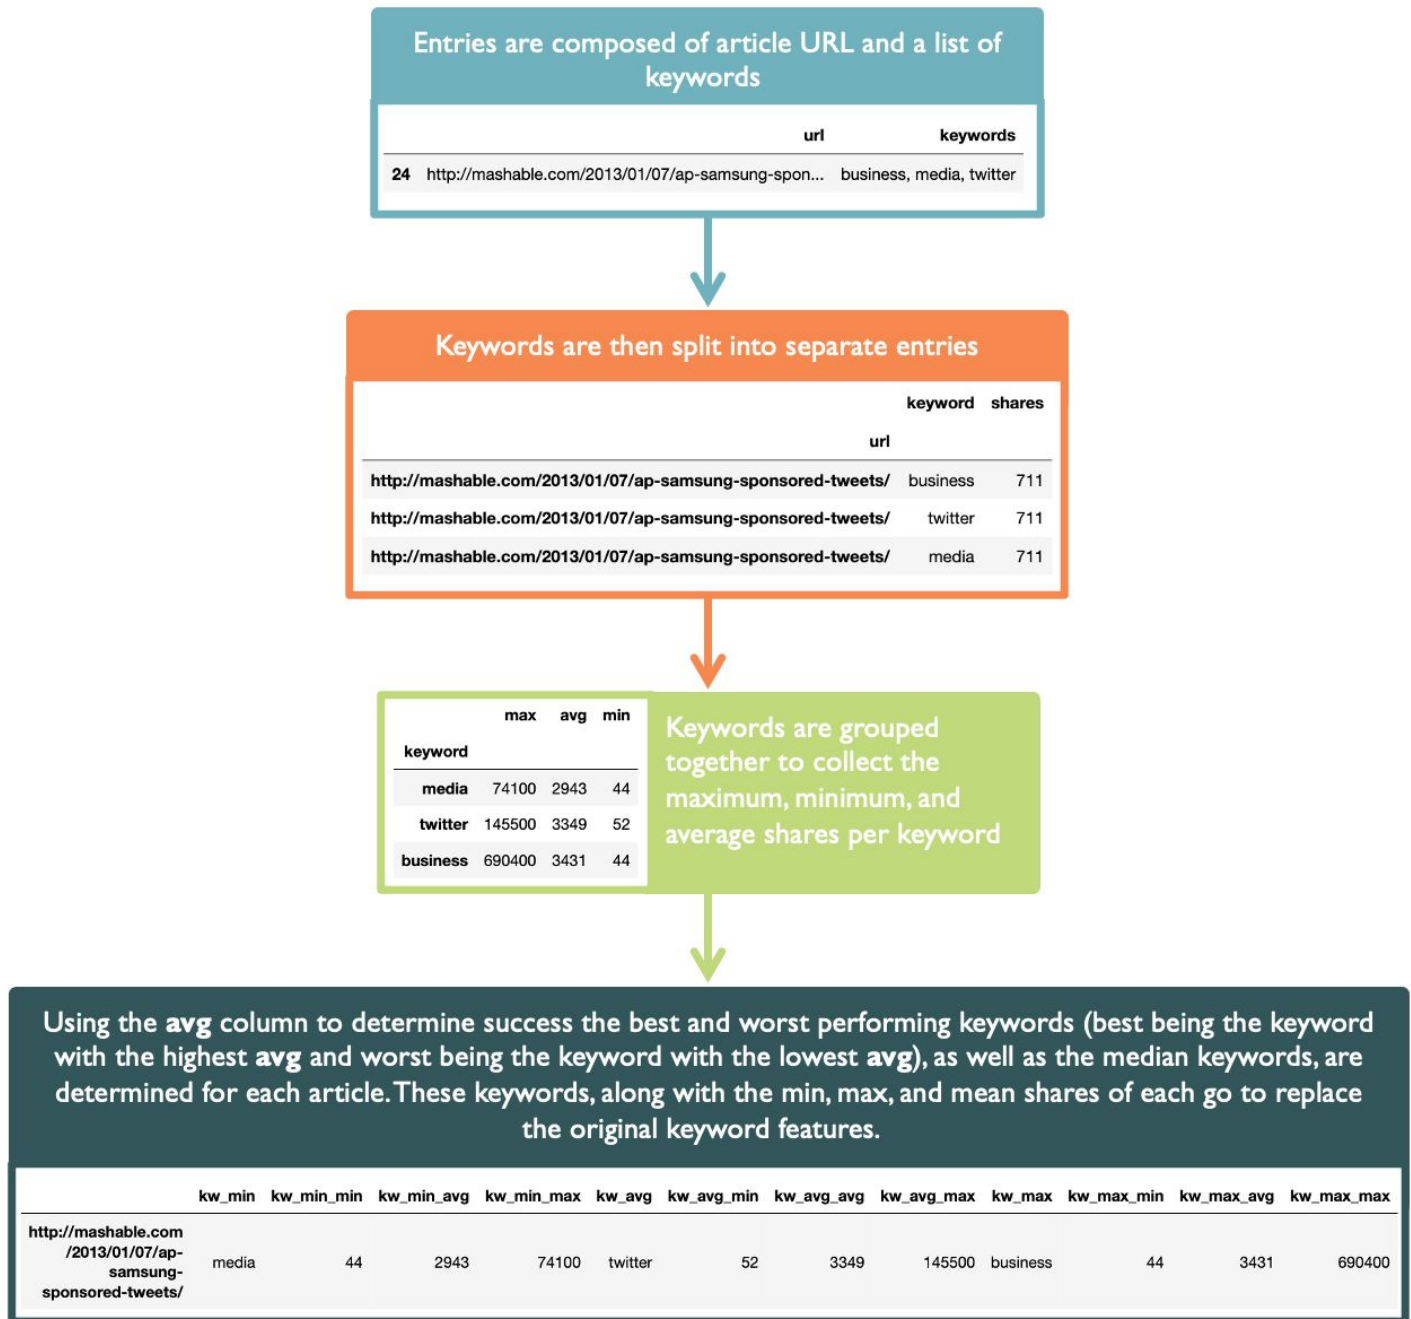 Entries are composed of article URL and a list of
keywords
url keywords
24 http://mashable.com/2013/01/07/ap-samsung-spon... business, media, twitter
Keywords are then split into separate entries
keyword shares
url
http://mashable.com/2013/01/07/ap-samsung-sponsored-tweets/ business 711
http://mashable.com/2013/01/07/ap-samsung-sponsored-tweets/ twitter 711
http://mashable.com/2013/01/07/ap-samsung-sponsored-tweets/ media 711
max avg min
keyword
media 74100 2943 44
twitter 145500 3349 52
business 690400 3431 44
Keywords are grouped
together to collect the
maximum, minimum, and
average shares per keyword
Using the avg column to determine success the best and worst performing keywords (best being the keyword
with the highest avg and worst being the keyword with the lowest avg), as well as the median keywords, are
determined for each article. These keywords, along with the min, max, and mean shares of each go to replace
the original keyword features.
kw_min kw_min_min kw_min_avg kw_min_max kw_avg kw_avg_min kw_avg_avg kw_avg_max kw_max kw_max_min kw_max_avg kw_max_max
http://mashable.com
/2013/01/07/ap-
samsung-
sponsored-tweets/
media 44 2943 74100 twitter 52 3349 145500 business 44 3431 690400